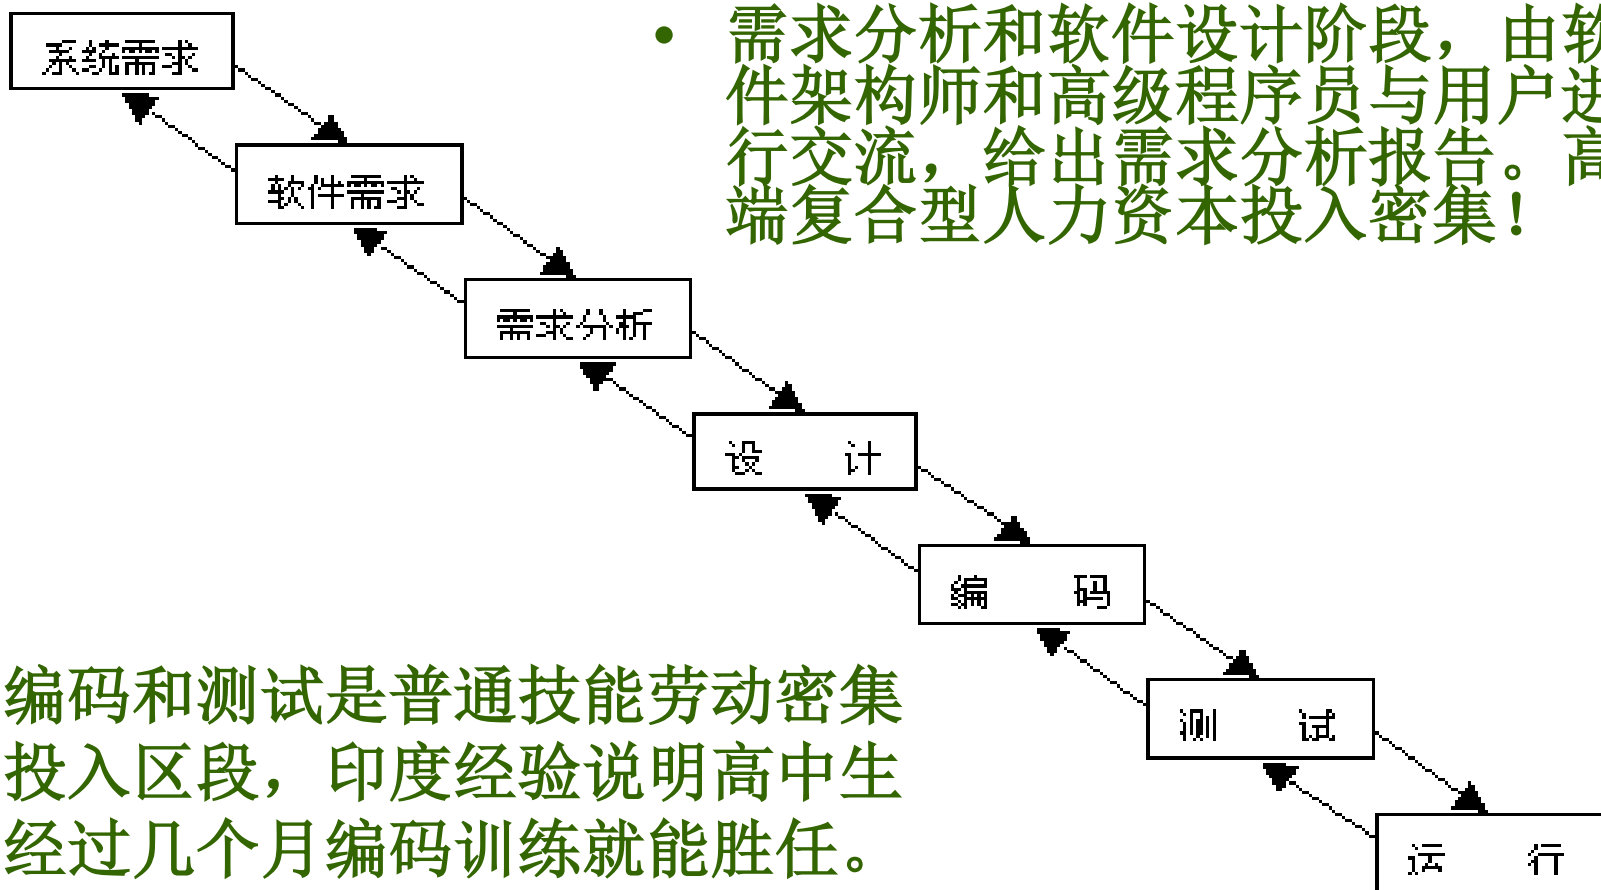 系统需求
• 需求分析和软件设计阶段，由软
件架构师和高级程序员与用户进
行交流，给出需求分析报告。高
端复合型人力资本投入密集！
软件需求
需求分析
设 计
编 码
编码和测试是普通技能劳动密集
投入区段，印度经验说明高中生
经过几个月编码训练就能胜任。
测 试
运 行